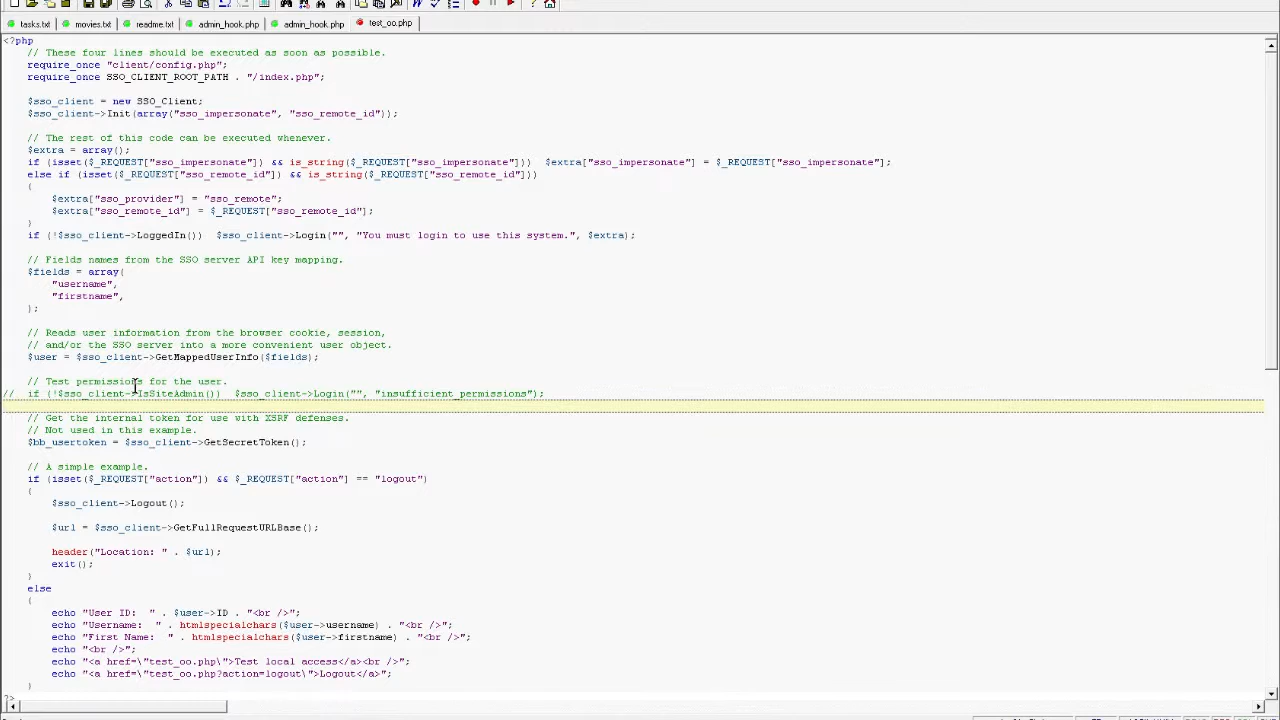 tasks.txt movies.txt readme.txt admin_hook.php admin_hook.php test_oo.php
<?php
// These four lines should be executed as soon as possible.
require_once "client/config.php";
require_once SSO_CLIENT_ROOT_PATH . "/index.php";
$sso_client = new SSO_Client;
$sso_client->Init(array("sso_impersonate", "sso_remote_id"));
// The rest of this code can be executed whenever.
$extra = array();
if (isset($_REQUEST["sso_impersonate"]) && is_string($_REQUEST["sso_impersonate"]))  $extra["sso_impersonate"] = $_REQUEST["sso_impersonate"];
else if (isset($_REQUEST["sso_remote_id"]) && is_string($_REQUEST["sso_remote_id"]))
{
$extra["sso_provider"] = "sso_remote";
$extra["sso_remote_id"] = $_REQUEST["sso_remote_id"];
}
if (!$sso_client->LoggedIn())  $sso_client->Login("", "You must login to use this system.", $extra);
// Fields names from the SSO server API key mapping.
$fields = array(
"username",
"firstname",
);
// Reads user information from the browser cookie, session,
// and/or the SSO server into a more convenient user object.
$user = $sso_client->GetMappedUserInfo($fields);
// Test permissions for the user.
// if (!$sso_client->IsSiteAdmin())  $sso_client->Login("", "insufficient_permissions");
// Get the internal token for use with XSRF defenses.
// Not used in this example.
$bb_usertoken = $sso_client->GetSecretToken();
// A simple example.
if (isset($_REQUEST["action"]) && $_REQUEST["action"] == "logout")
{
$sso_client->Logout();
$url = $sso_client->GetFullRequestURLBase();
header("Location: " . $url);
exit();
}
else
{
echo "User ID:  " . $user->ID . "<br />";
echo "Username:  " . htmlspecialchars($user->username) . "<br />";
echo "First Name:  " . htmlspecialchars($user->firstname) . "<br />";
echo "<br />";
echo "<a href=\"test_oo.php\">Test local access</a><br />";
echo "<a href=\"test_oo.php?action=logout\">Logout</a>";
}
?>